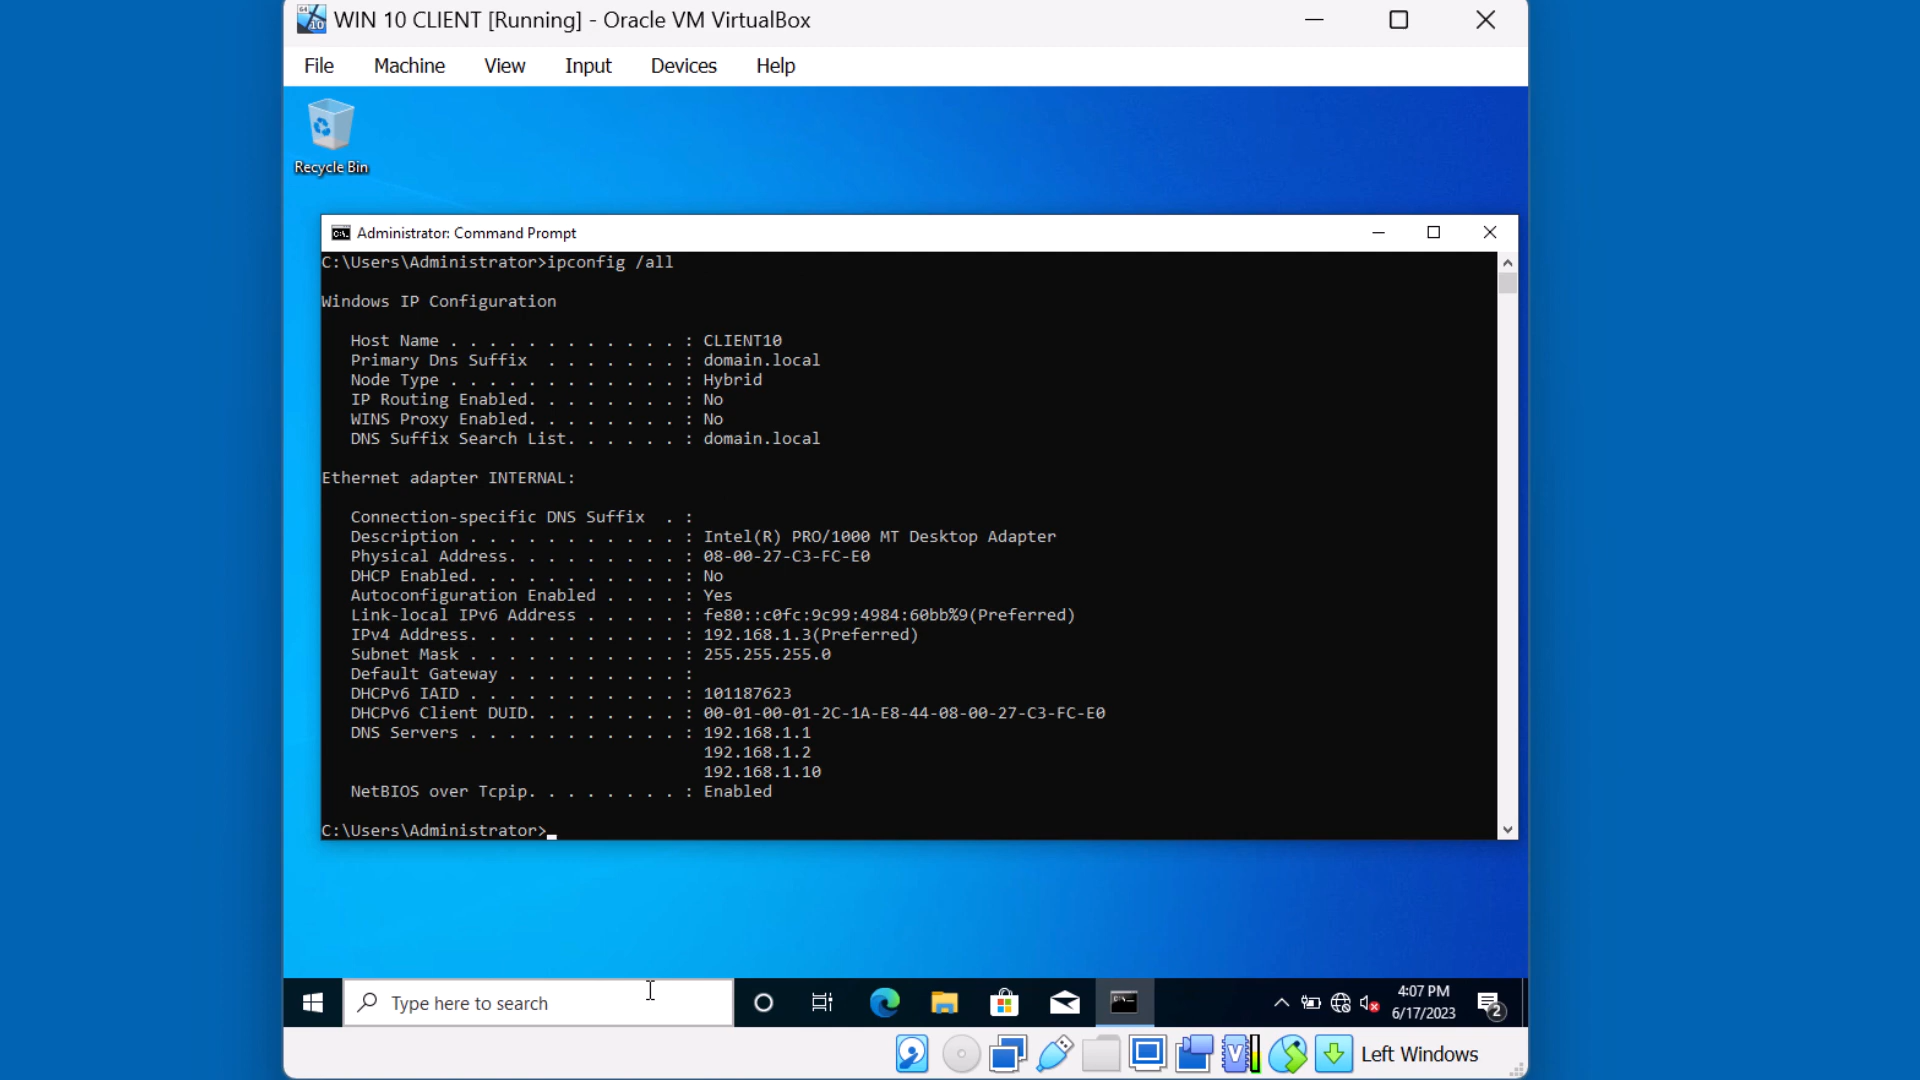 WIN 10 CLIENT [Running] - Oracle VM VirtualBox
File Machine View Input Devices Help
Recycle Bin
Administrator: Command Prompt
C:\Users\Administrator>ipconfig /all
Windows IP Configuration
Host Name . . . . . . . . . . . . : CLIENT10
Primary Dns Suffix  . . . . . . . : domain.local
Node Type . . . . . . . . . . . . : Hybrid
IP Routing Enabled. . . . . . . . : No
WINS Proxy Enabled. . . . . . . . : No
DNS Suffix Search List. . . . . . : domain.local
Ethernet adapter INTERNAL:
Connection-specific DNS Suffix  . :
Description . . . . . . . . . . . : Intel(R) PRO/1000 MT Desktop Adapter
Physical Address. . . . . . . . . : 08-00-27-C3-FC-E0
DHCP Enabled. . . . . . . . . . . : No
Autoconfiguration Enabled . . . . : Yes
Link-local IPv6 Address . . . . . : fe80::c0fc:9c99:4984:60bb%9(Preferred)
IPv4 Address. . . . . . . . . . . : 192.168.1.3(Preferred)
Subnet Mask . . . . . . . . . . . : 255.255.255.0
Default Gateway . . . . . . . . . :
DHCPv6 IAID . . . . . . . . . . . : 101187623
DHCPv6 Client DUID. . . . . . . . : 00-01-00-01-2C-1A-E8-44-08-00-27-C3-FC-E0
DNS Servers . . . . . . . . . . . : 192.168.1.1
192.168.1.2
192.168.1.10
NetBIOS over Tcpip. . . . . . . . : Enabled
C:\Users\Administrator>
Type here to search
4:07 PM
6/17/2023
2
Left Windows